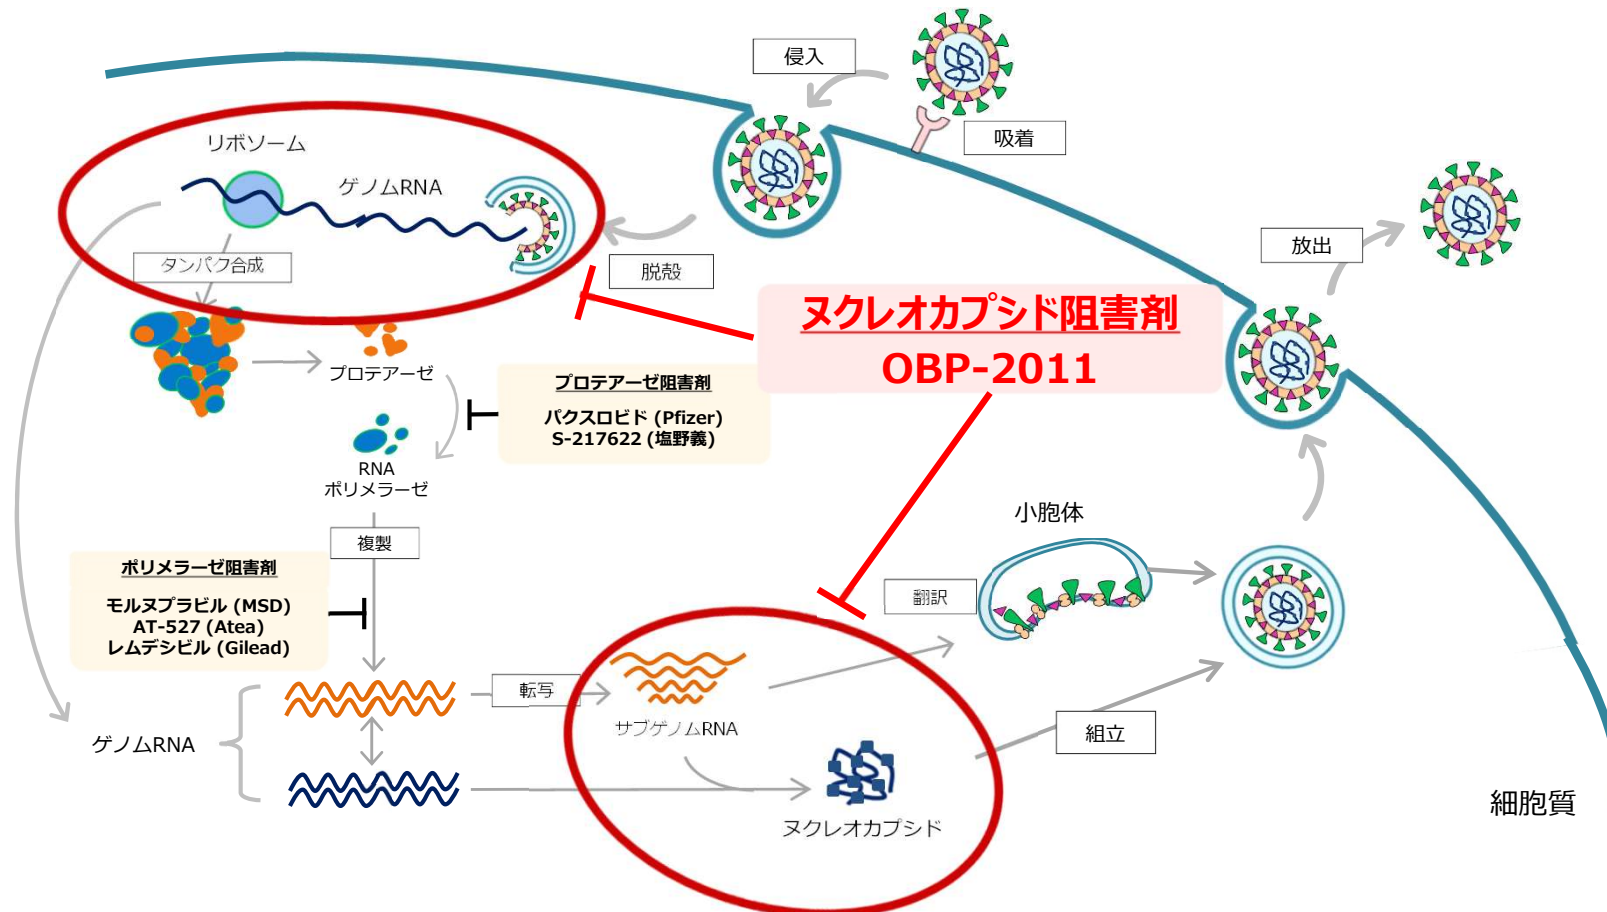 侵入
吸着
リボソーム
ゲノムRNA
タンパク合成
脱殻
放出
ヌクレオカプシド阻害剤
OBP-2011
プロテアーゼ
プロテアーゼ阻害剤
パクスロビド (Pfizer)
S-217622 (塩野義)
RNA
ポリメラーゼ
複製
ポリメラーゼ阻害剤
モルヌプラビル (MSD)
AT-527 (Atea)
レムデシビル (Gilead)
小胞体
翻訳
転写
サブゲノムRNA
ゲノムRNA
組立
ヌクレオカプシド
細胞質